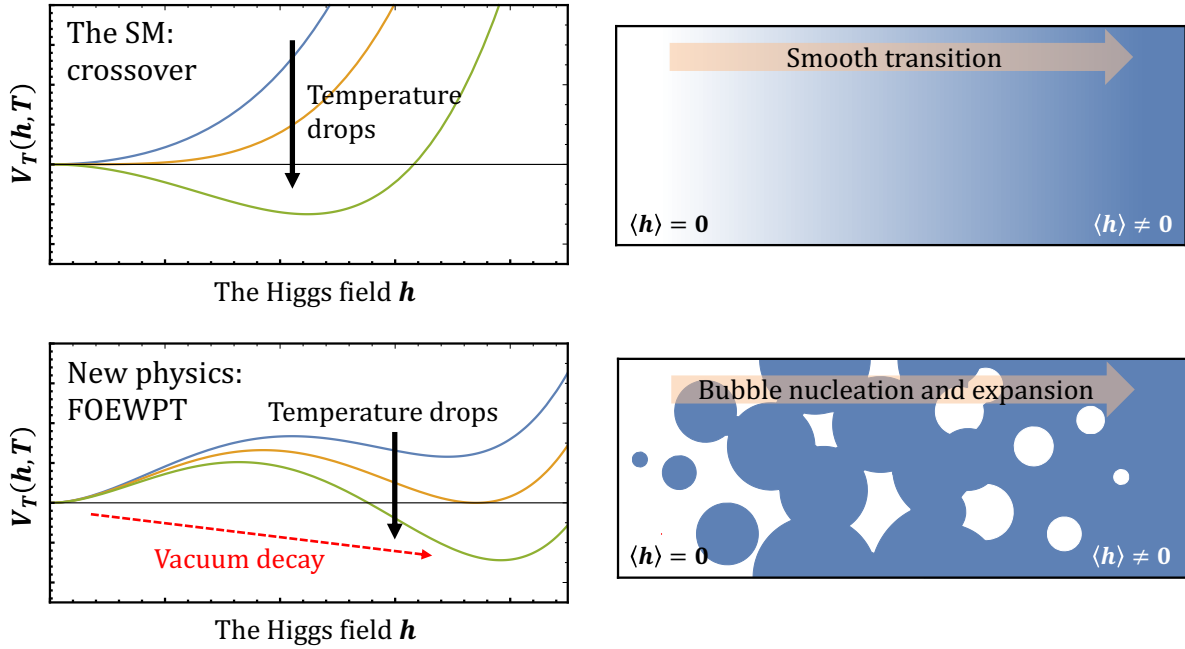 The SM:
crossover
Temperature
drops
V_T(h, T)
The Higgs field h
Smooth transition
⟨h⟩ = 0
⟨h⟩ ≠ 0
New physics:
FOEWPT
Temperature drops
Vacuum decay
V_T(h, T)
The Higgs field h
Bubble nucleation and expansion
⟨h⟩ = 0
⟨h⟩ ≠ 0